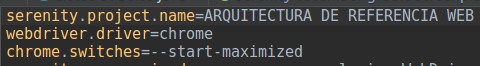 serenity.project.name=ARQUITECTURA DE REFERENCIA WEB
webdriver.driver=chrome
chrome.switches=--start-maximized